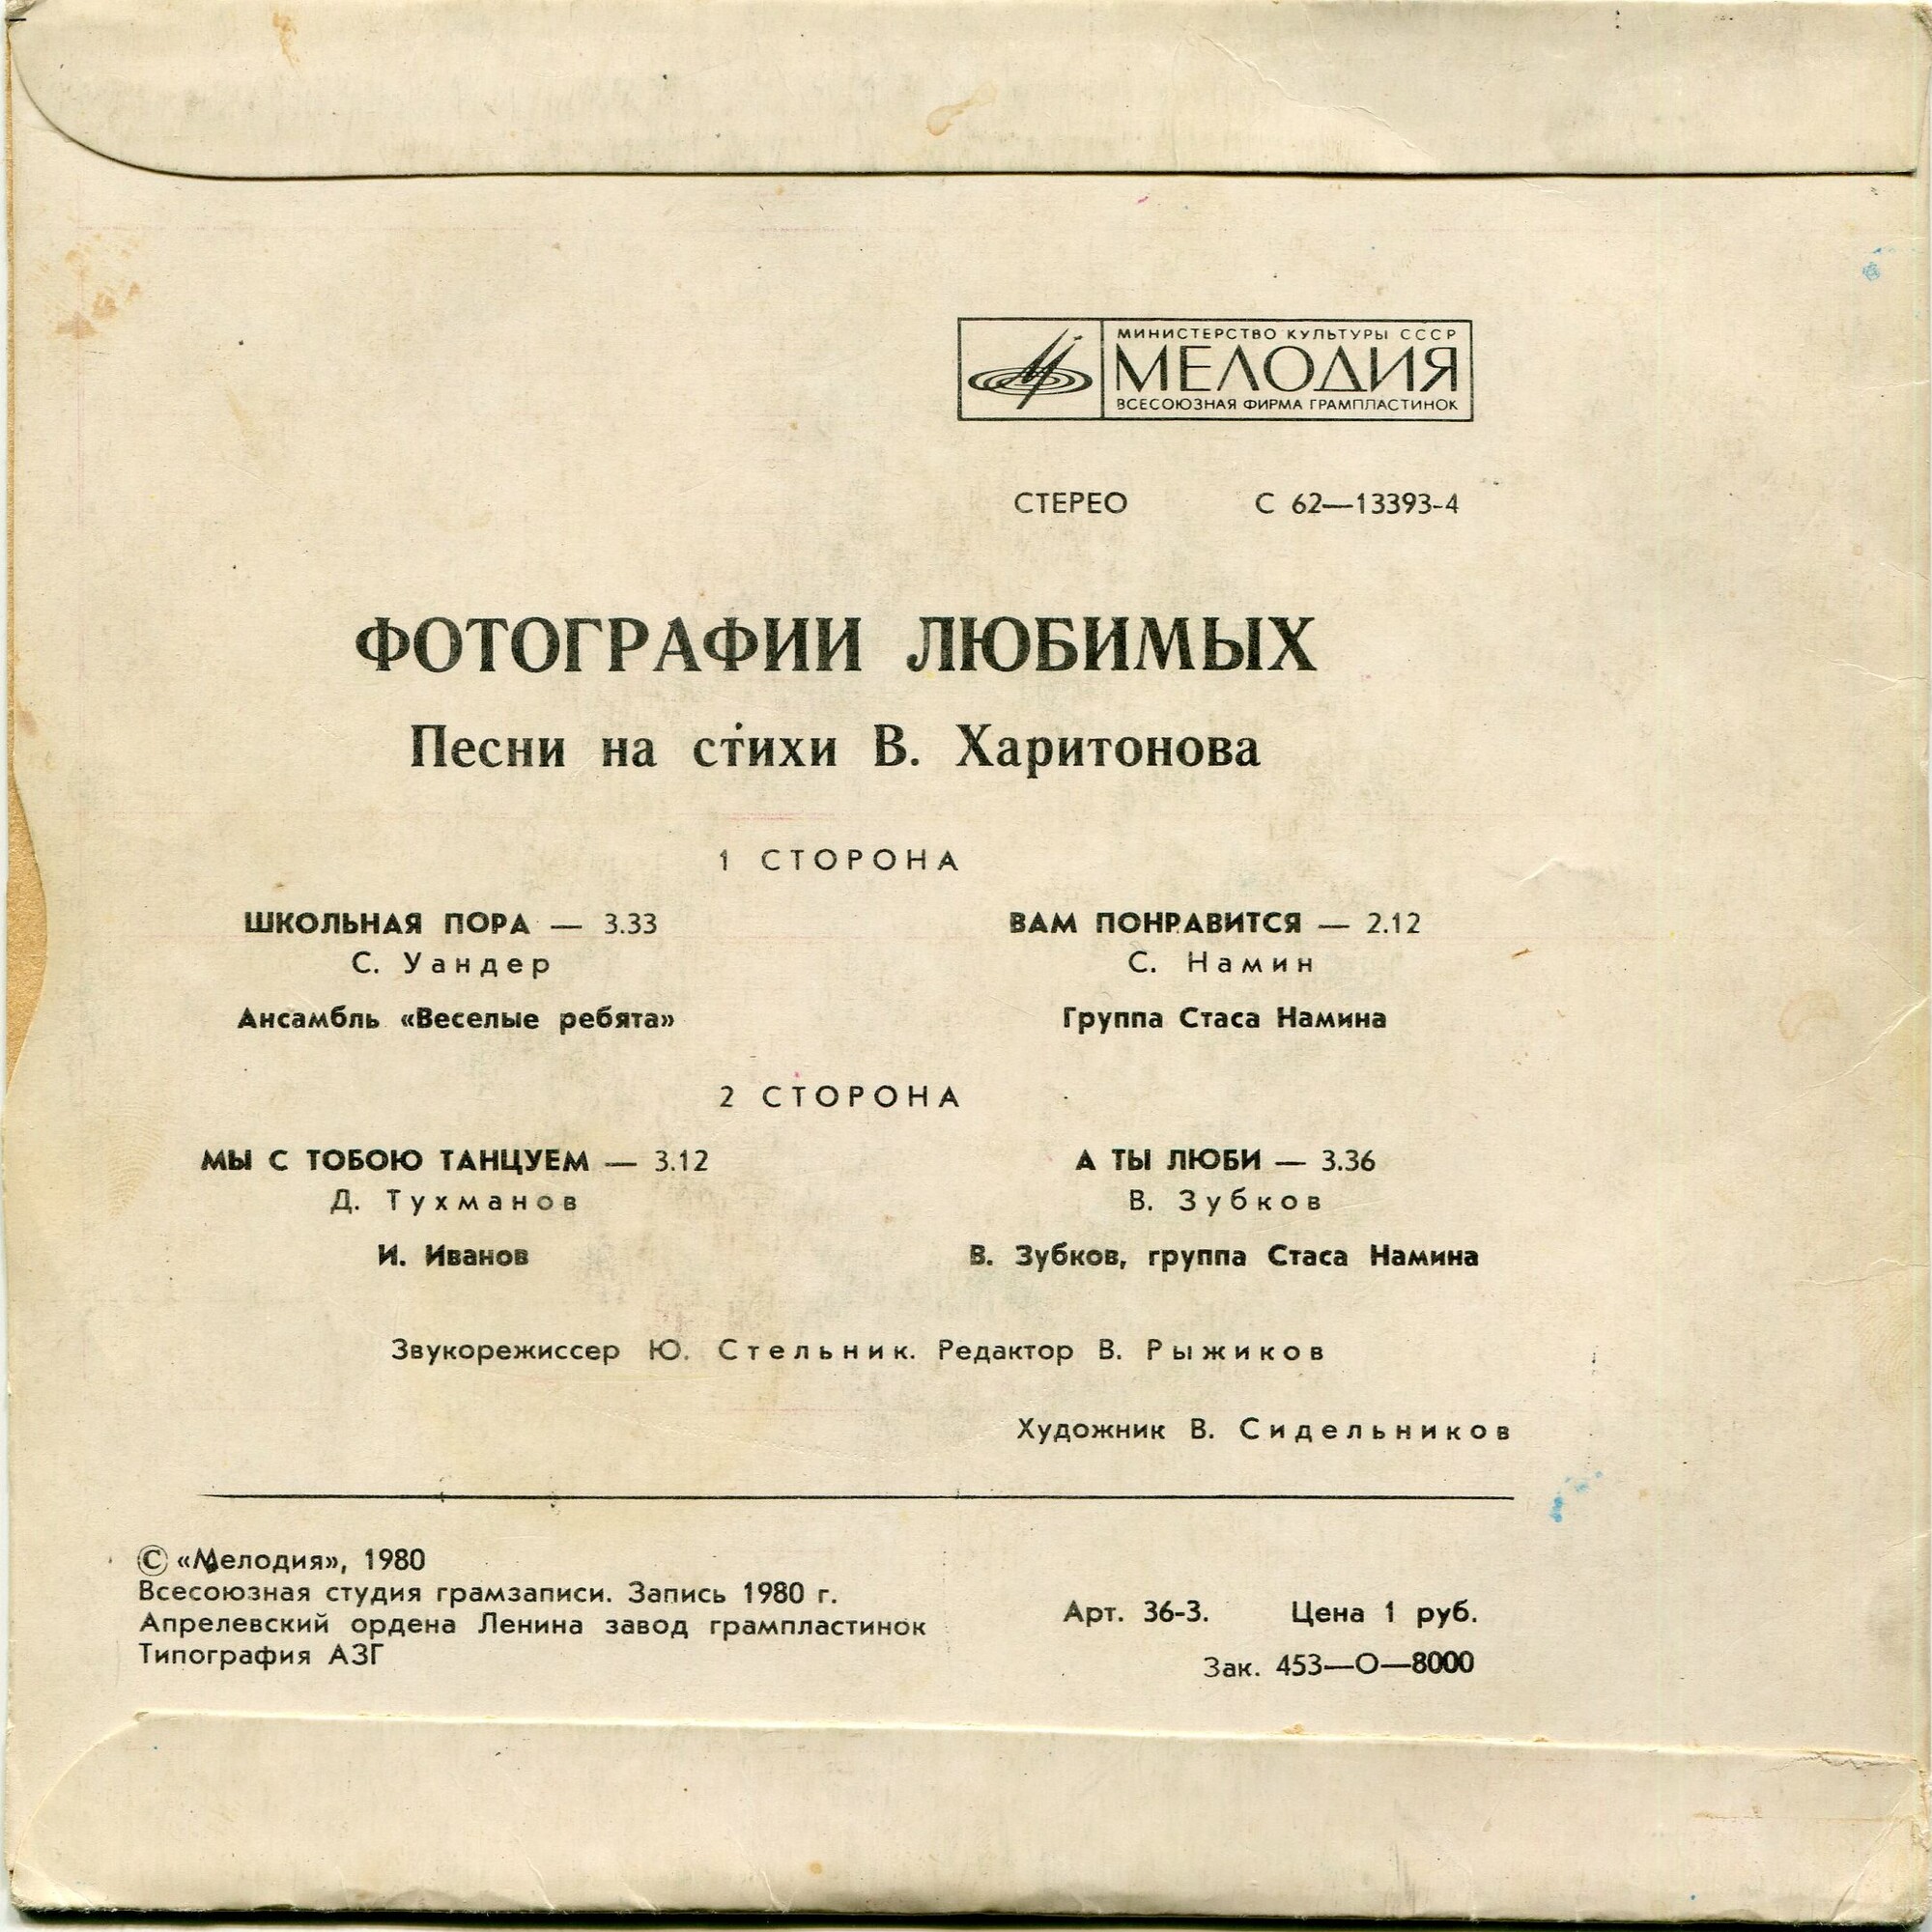 МИНИСТЕРСТВО КУЛЬТУРЫ СССР
МЕЛОДИЯ
ВСЕСОЮЗНАЯ ФИРМА ГРАМПЛАСТИНОК
СТЕРЕО С 62—13393-4
ФОТОГРАФИИ ЛЮБИМЫХ
Песни на стихи В. Харитонова
1 СТОРОНА
ШКОЛЬНАЯ ПОРА — 3.33
С. Уандер
Ансамбль «Веселые ребята»
ВАМ ПОНРАВИТСЯ — 2.12
С. Намин
Группа Стаса Намина
2 СТОРОНА
МЫ С ТОБОЮ ТАНЦУЕМ — 3.12
Д. Тухманов
И. Иванов
А ТЫ ЛЮБИ — 3.36
В. Зубков
В. Зубков, группа Стаса Намина
Звукорежиссер Ю. Стельник. Редактор В. Рыжиков
Художник В. Сидельников
© «Мелодия», 1980
Всесоюзная студия грамзаписи. Запись 1980 г.
Апрелевский ордена Ленина завод грампластинок
Типография АЗГ
Арт. 36-3. Цена 1 руб.
Зак. 453—О—8000